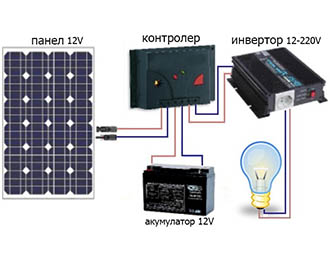 панел 12V
контролер
инвертор 12-220V
акумулатор 12V